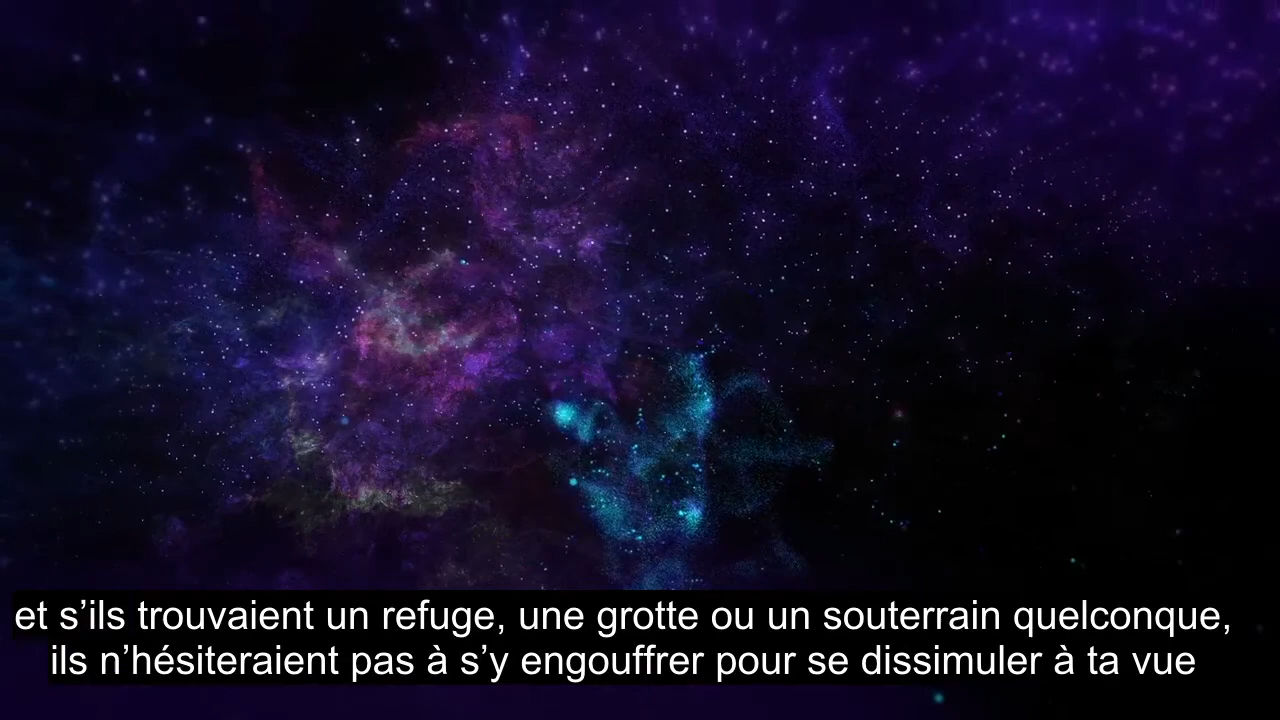 et s’ils trouvaient un refuge, une grotte ou un souterrain quelconque,
ils n’hésiteraient pas à s’y engouffrer pour se dissimuler à ta vue